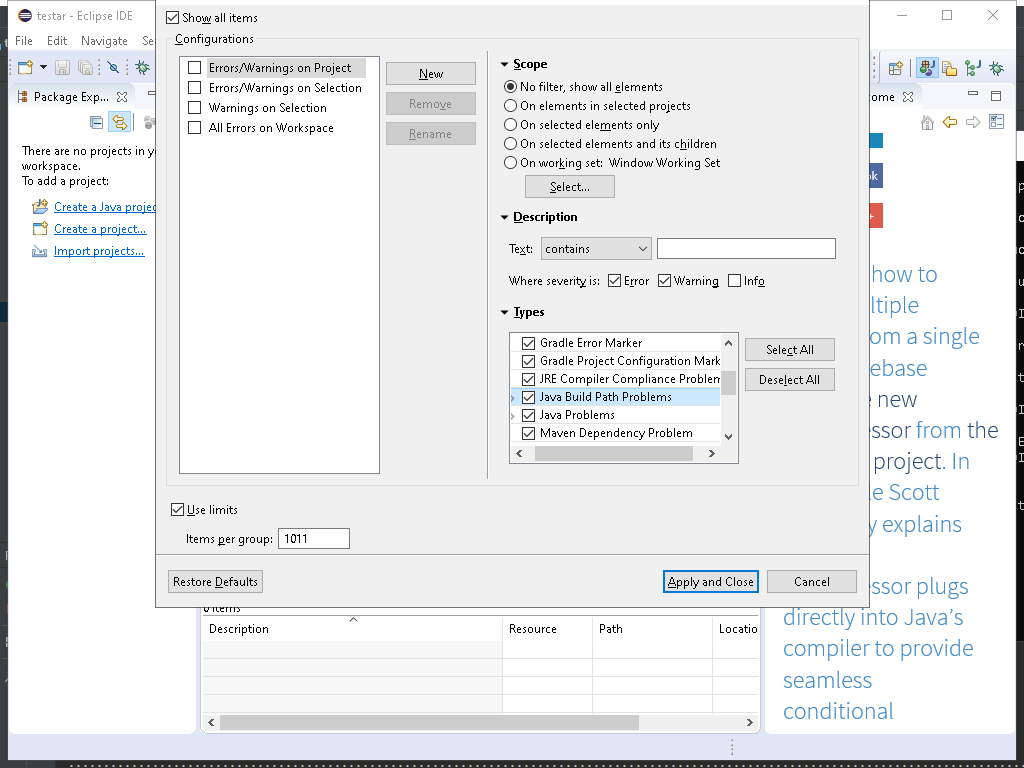 testar - Eclipse IDE
File Edit Navigate Se
Package Exp...
There are no projects in y
workspace.
To add a project:
Create a Java projec
Create a project...
Import projects...
Show all items
Configurations
Errors/Warnings on Project
Errors/Warnings on Selection
Warnings on Selection
All Errors on Workspace
New
Remove
Rename
Scope
No filter, show all elements
On elements in selected projects
On selected elements only
On selected elements and its children
On working set: Window Working Set
Select...
Description
Text: contains
Where severity is: Error Warning Info
Types
Gradle Error Marker
Gradle Project Configuration Mark
JRE Compiler Compliance Problem
Java Build Path Problems
Java Problems
Maven Dependency Problem
Select All
Deselect All
Use limits
Items per group: 1011
Restore Defaults
Apply and Close
Cancel
0 items
Description Resource Path Locatio
ome
ok
+
how to
ltiple
om a single
ebase
e new
essor from the
project. In
le Scott
y explains
essor plugs
directly into Java's
compiler to provide
seamless
conditional